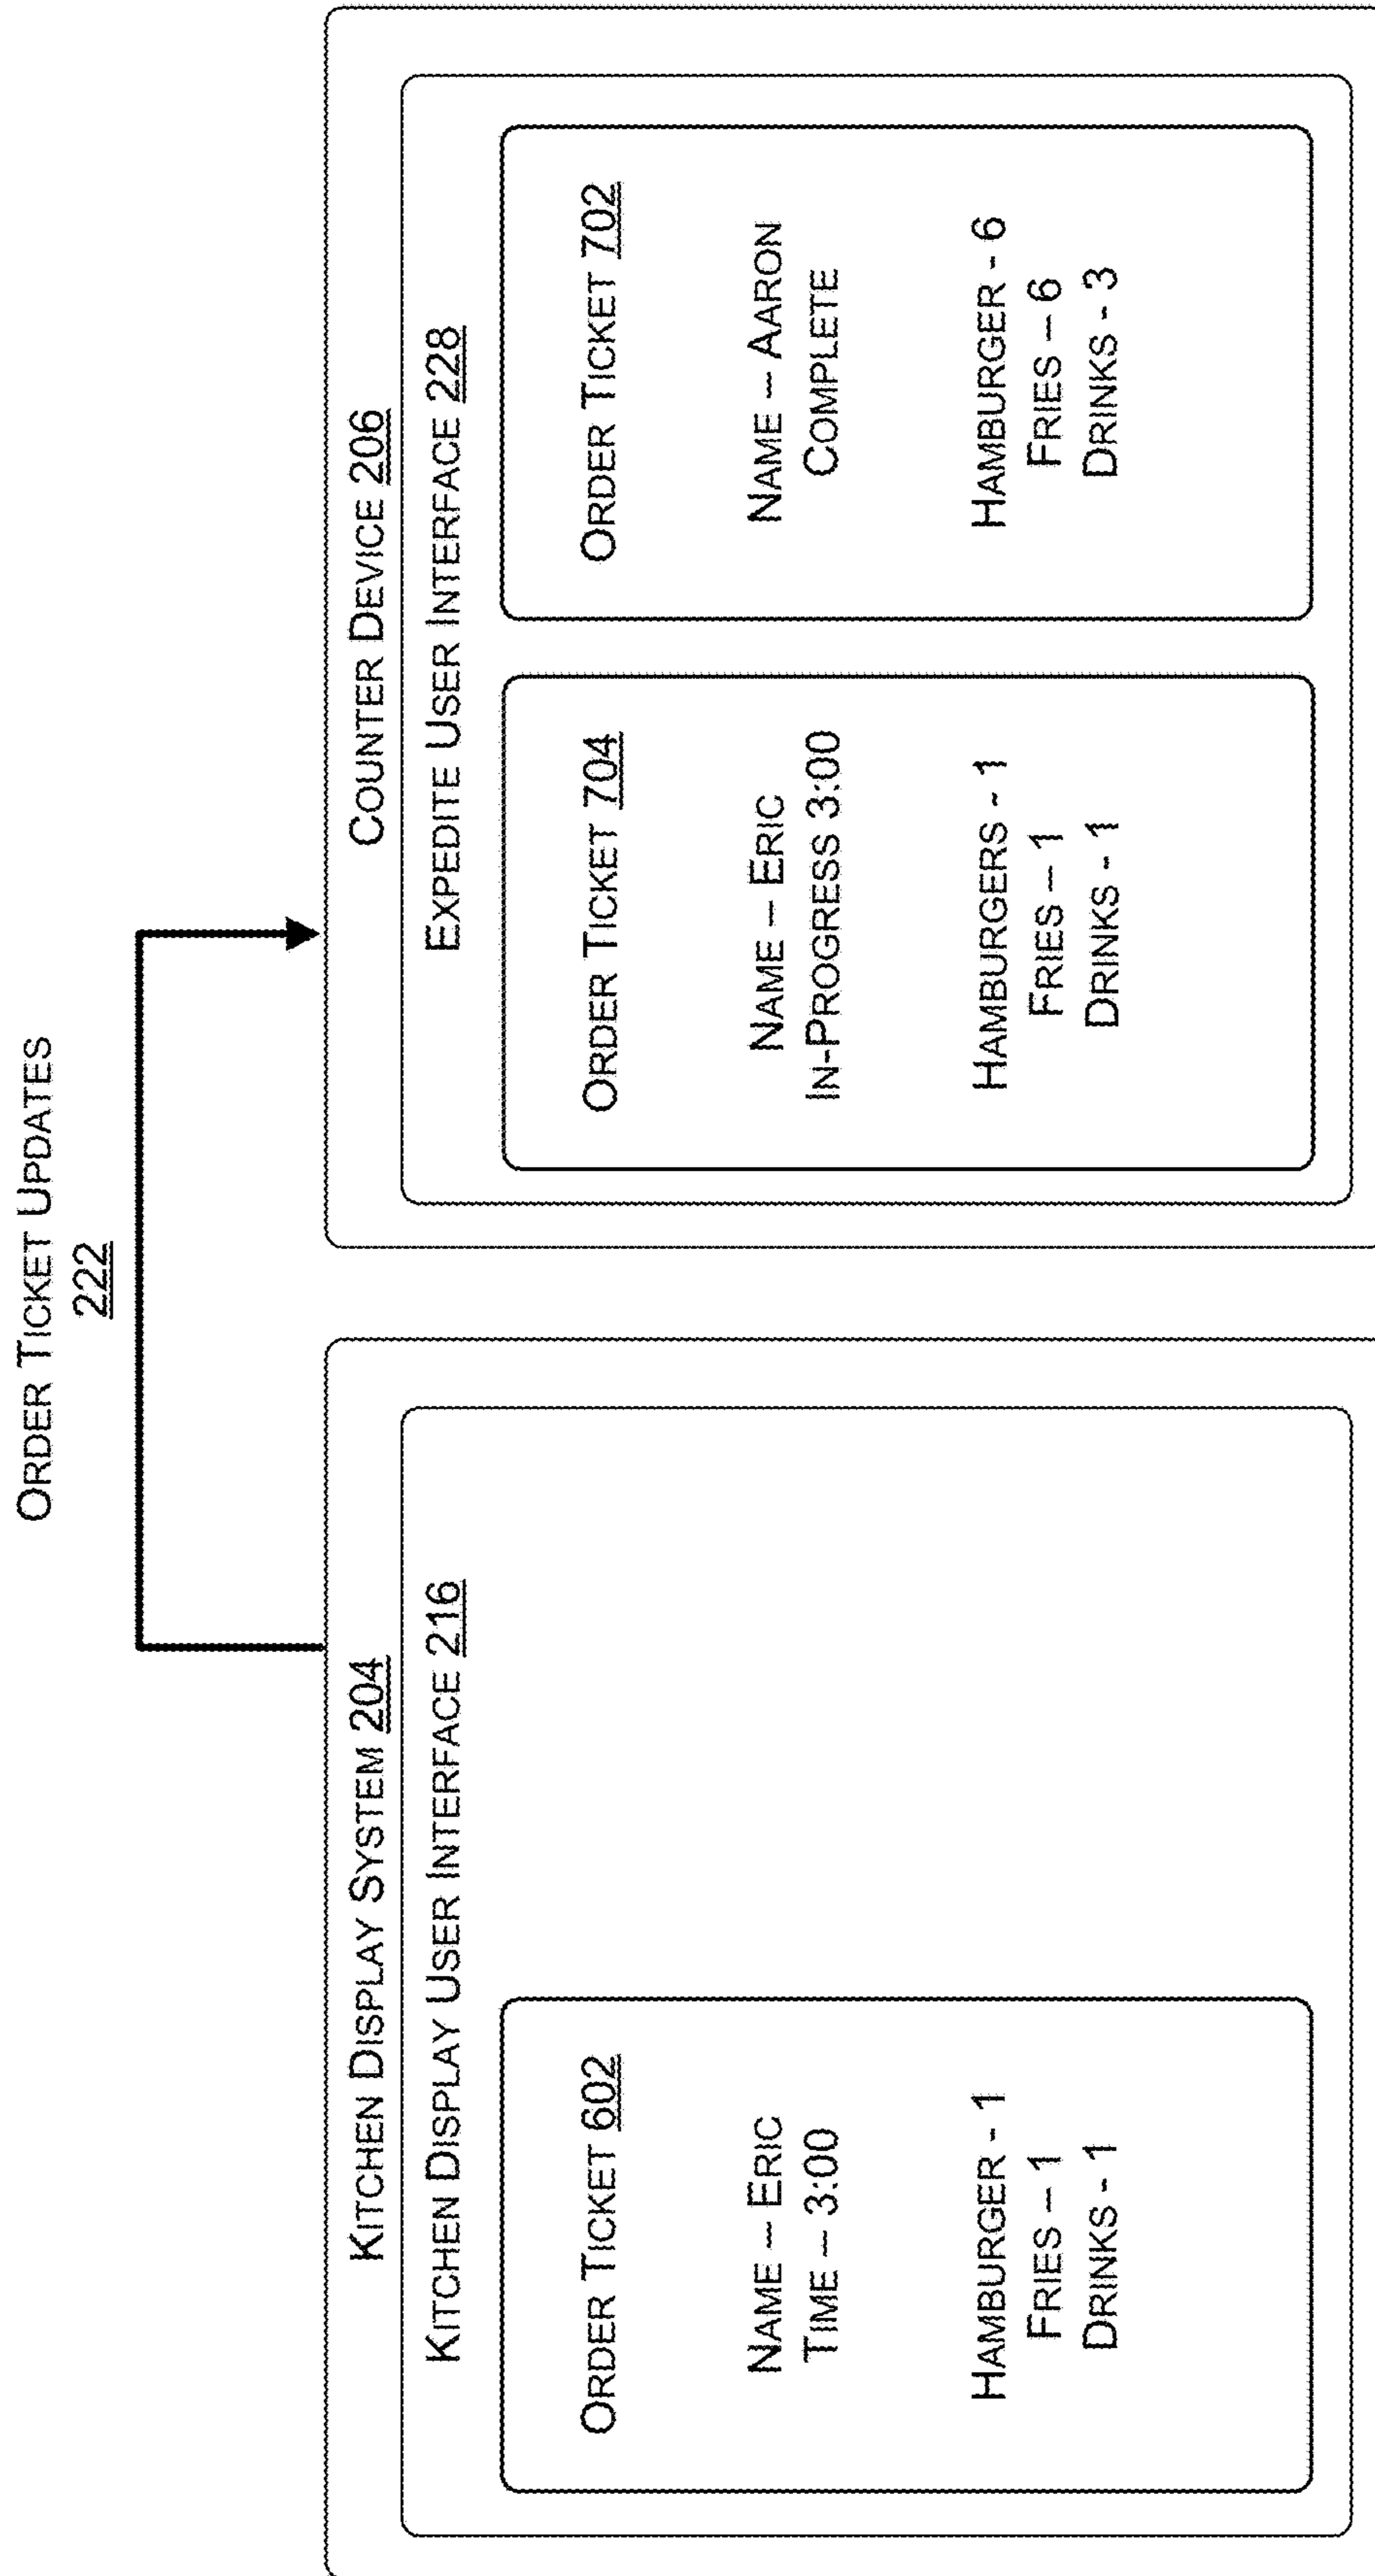 ORDER TICKET UPDATES
222
KITCHEN DISPLAY SYSTEM 204
KITCHEN DISPLAY USER INTERFACE 216
ORDER TICKET 602
NAME – ERIC
TIME – 3:00
HAMBURGER - 1
FRIES – 1
DRINKS - 1
COUNTER DEVICE 206
EXPEDITE USER INTERFACE 228
ORDER TICKET 704
NAME – ERIC
IN-PROGRESS 3:00
HAMBURGERS - 1
FRIES – 1
DRINKS - 1
ORDER TICKET 702
NAME – AARON
COMPLETE
HAMBURGER - 6
FRIES – 6
DRINKS - 3